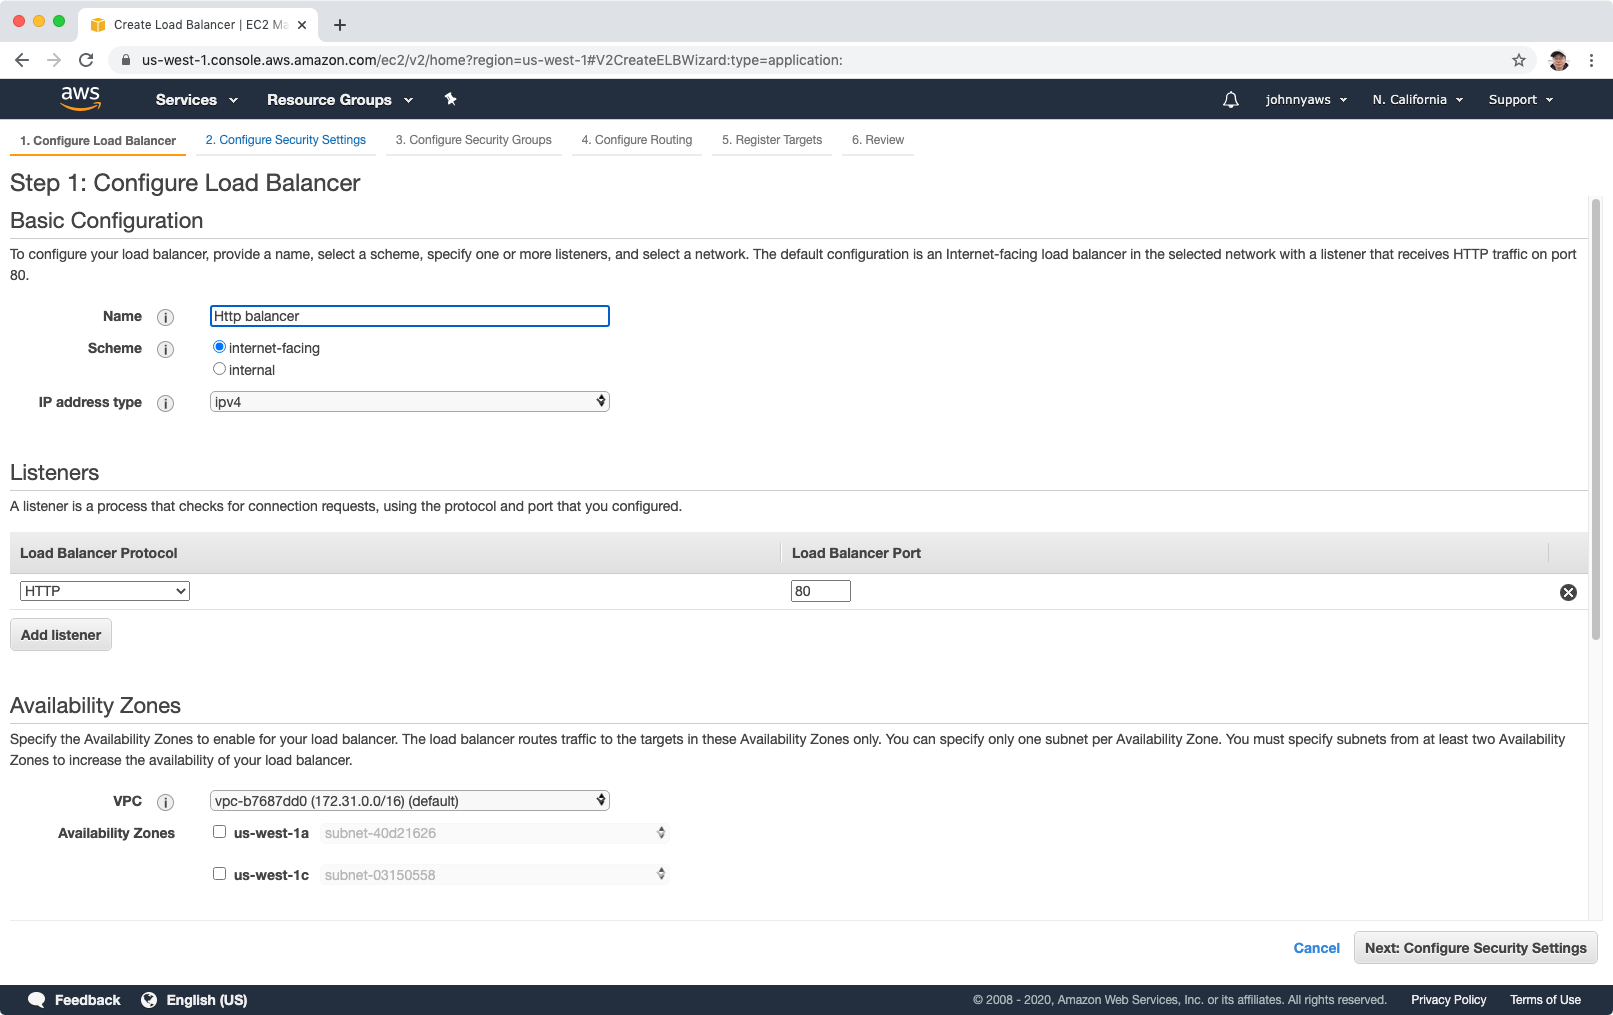 Create Load Balancer | EC2 Ma
us-west-1.console.aws.amazon.com/ec2/v2/home?region=us-west-1#V2CreateELBWizard:type=application:
aws Services Resource Groups johnnyaws N. California Support
1. Configure Load Balancer 2. Configure Security Settings 3. Configure Security Groups 4. Configure Routing 5. Register Targets 6. Review
Step 1: Configure Load Balancer
Basic Configuration
To configure your load balancer, provide a name, select a scheme, specify one or more listeners, and select a network. The default configuration is an Internet-facing load balancer in the selected network with a listener that receives HTTP traffic on port
80.
Name i Http balancer
Scheme i internet-facing
internal
IP address type i ipv4
Listeners
A listener is a process that checks for connection requests, using the protocol and port that you configured.
Load Balancer Protocol Load Balancer Port
HTTP 80
Add listener
Availability Zones
Specify the Availability Zones to enable for your load balancer. The load balancer routes traffic to the targets in these Availability Zones only. You can specify only one subnet per Availability Zone. You must specify subnets from at least two Availability
Zones to increase the availability of your load balancer.
VPC i vpc-b7687dd0 (172.31.0.0/16) (default)
Availability Zones us-west-1a subnet-40d21626
us-west-1c subnet-03150558
Cancel Next: Configure Security Settings
Feedback English (US) © 2008 - 2020, Amazon Web Services, Inc. or its affiliates. All rights reserved. Privacy Policy Terms of Use